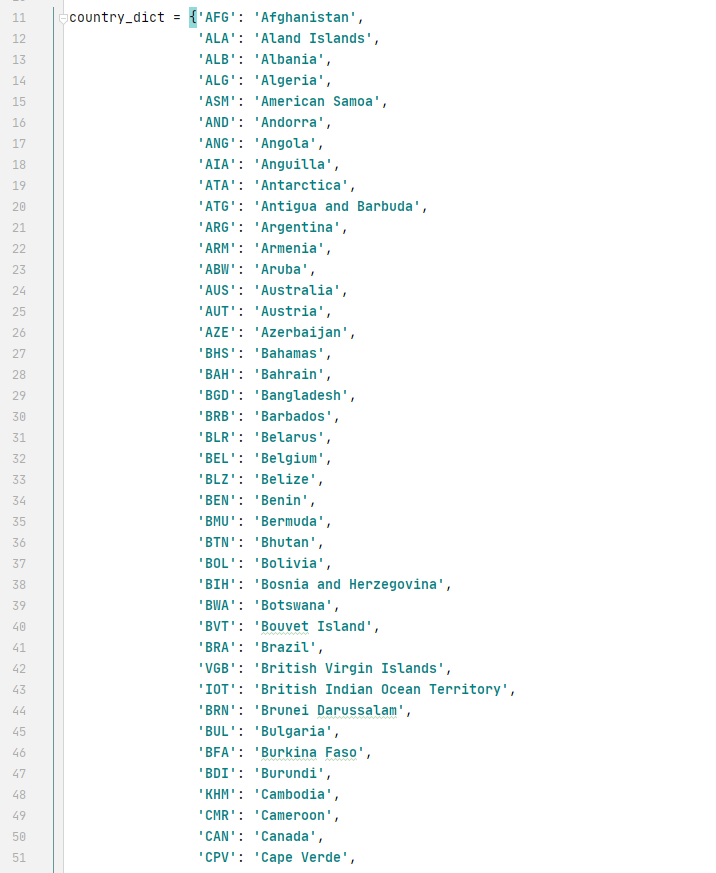 11 country_dict = {'AFG': 'Afghanistan',
12 'ALA': 'Aland Islands',
13 'ALB': 'Albania',
14 'ALG': 'Algeria',
15 'ASM': 'American Samoa',
16 'AND': 'Andorra',
17 'ANG': 'Angola',
18 'AIA': 'Anguilla',
19 'ATA': 'Antarctica',
20 'ATG': 'Antigua and Barbuda',
21 'ARG': 'Argentina',
22 'ARM': 'Armenia',
23 'ABW': 'Aruba',
24 'AUS': 'Australia',
25 'AUT': 'Austria',
26 'AZE': 'Azerbaijan',
27 'BHS': 'Bahamas',
28 'BAH': 'Bahrain',
29 'BGD': 'Bangladesh',
30 'BRB': 'Barbados',
31 'BLR': 'Belarus',
32 'BEL': 'Belgium',
33 'BLZ': 'Belize',
34 'BEN': 'Benin',
35 'BMU': 'Bermuda',
36 'BTN': 'Bhutan',
37 'BOL': 'Bolivia',
38 'BIH': 'Bosnia and Herzegovina',
39 'BWA': 'Botswana',
40 'BVT': 'Bouvet Island',
41 'BRA': 'Brazil',
42 'VGB': 'British Virgin Islands',
43 'IOT': 'British Indian Ocean Territory',
44 'BRN': 'Brunei Darussalam',
45 'BUL': 'Bulgaria',
46 'BFA': 'Burkina Faso',
47 'BDI': 'Burundi',
48 'KHM': 'Cambodia',
49 'CMR': 'Cameroon',
50 'CAN': 'Canada',
51 'CPV': 'Cape Verde',